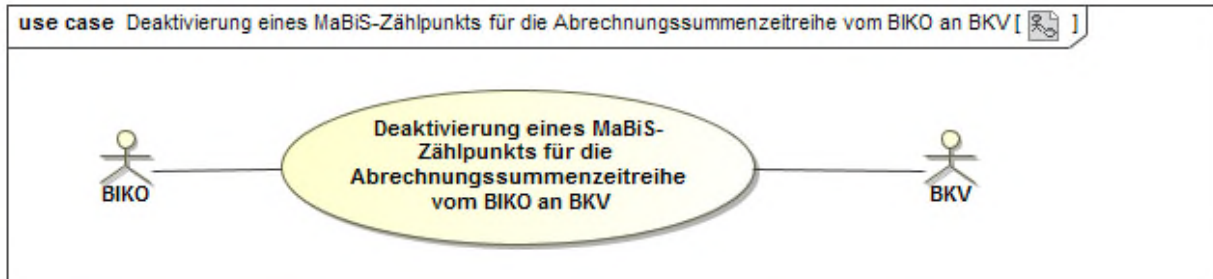 use case Deaktivierung eines MaBiS-Zählpunkts für die Abrechnungssummenzeitreihe vom BIKO an BKV [ ]
Deaktivierung eines MaBiS-
Zählpunkts für die
Abrechnungssummenzeitreihe
vom BIKO an BKV
BIKO
BKV